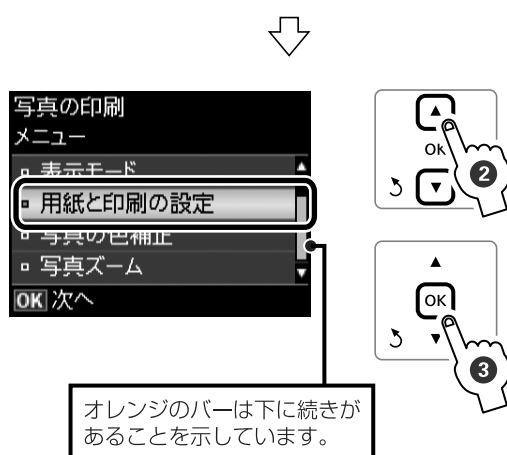 写真の印刷
メニュー
表示モード
用紙と印刷の設定
写真の色補正
写真ズーム
OK 次へ
OK
2
OK
3
オレンジのバーは下に続きが
あることを示しています。